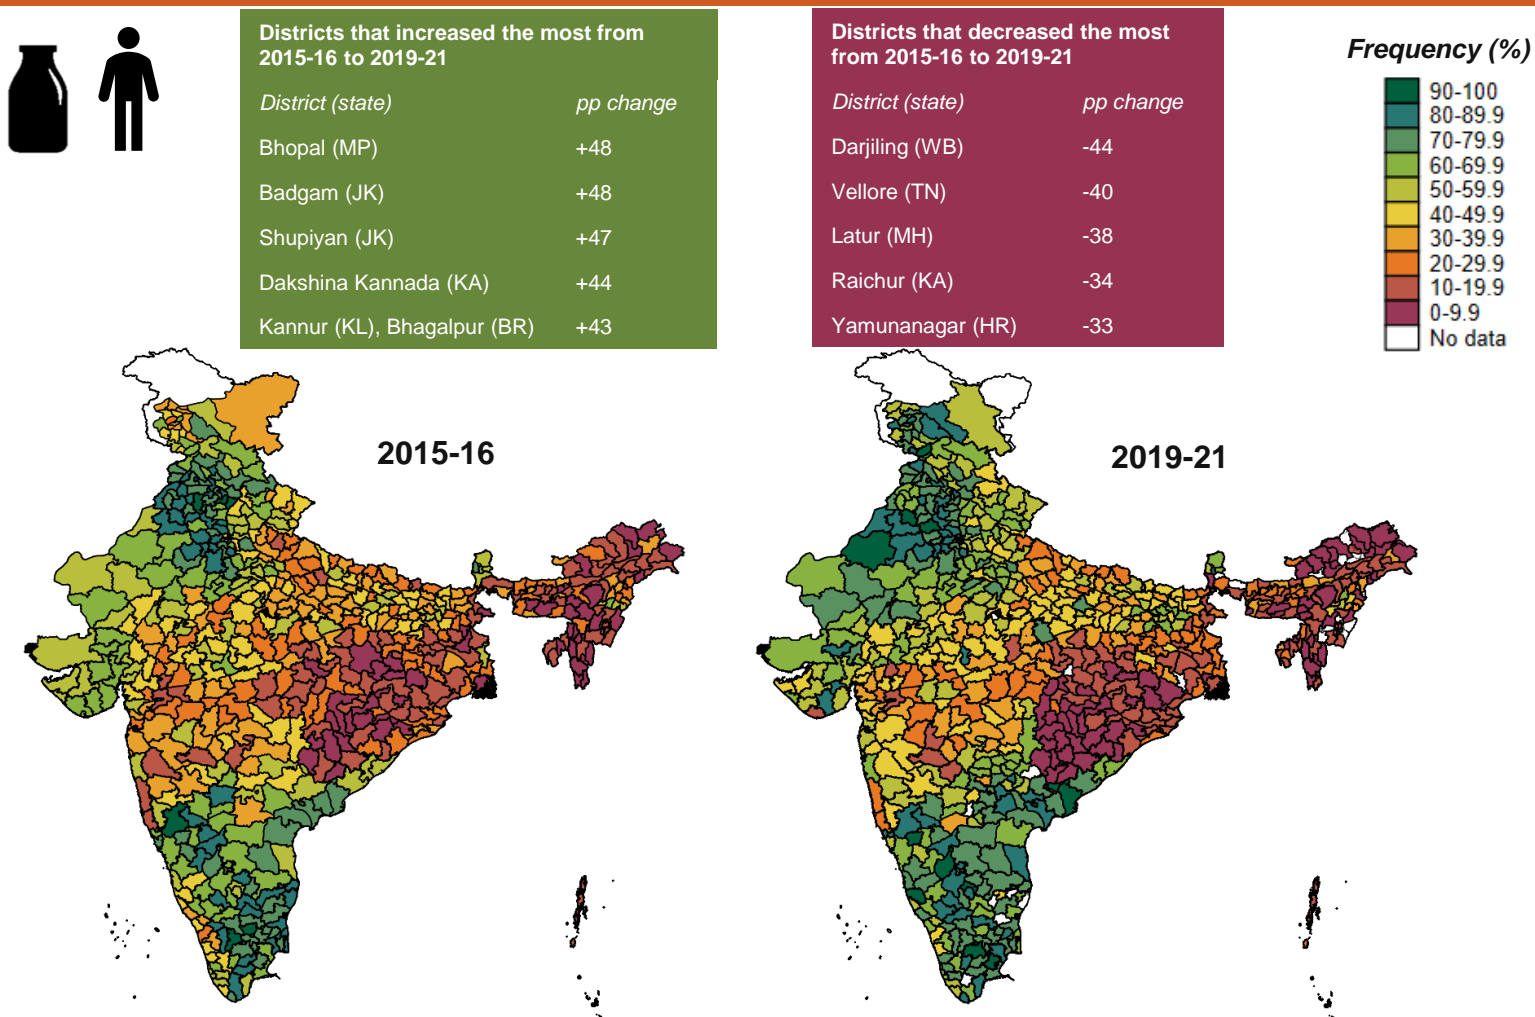 Districts that increased the most from
2015-16 to 2019-21
District (state) pp change
Bhopal (MP) +48
Badgam (JK) +48
Shupiyan (JK) +47
Dakshina Kannada (KA) +44
Kannur (KL), Bhagalpur (BR) +43
Districts that decreased the most
from 2015-16 to 2019-21
District (state) pp change
Darjiling (WB) -44
Vellore (TN) -40
Latur (MH) -38
Raichur (KA) -34
Yamunanagar (HR) -33
Frequency (%)
90-100
80-89.9
70-79.9
60-69.9
50-59.9
40-49.9
30-39.9
20-29.9
10-19.9
0-9.9
No data
2015-16
2019-21